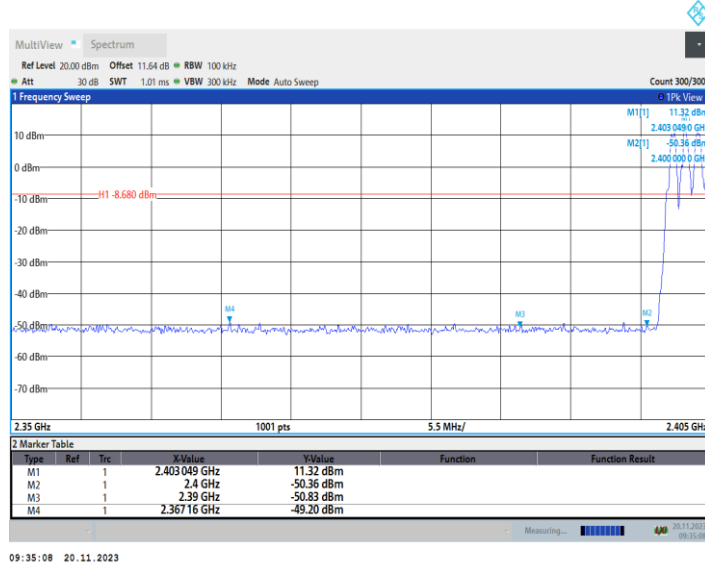 MultiView Spectrum
Ref Level 20.00 dBm Offset 11.64 dB RBW 100 kHz
Att 30 dB SWT 1.01 ms VBW 300 kHz Mode Auto Sweep Count 300/300
1 Frequency Sweep 1Pk View
M1[1] 11.32 dBm
2.403 049 0 GHz
10 dBm
M2[1] -50.36 dBm
2.400 000 0 GHz
0 dBm
H1 -8.680 dBm
-10 dBm
-20 dBm
-30 dBm
-40 dBm
M4 M3 M2
-50 dBm
-60 dBm
-70 dBm
2.35 GHz 1001 pts 5.5 MHz/ 2.405 GHz
2 Marker Table
Type Ref Trc X-Value Y-Value Function Function Result
M1 1 2.403 049 GHz 11.32 dBm
M2 1 2.4 GHz -50.36 dBm
M3 1 2.39 GHz -50.83 dBm
M4 1 2.367 16 GHz -49.20 dBm
Measuring... 20.11.2023
09:35:08
09:35:08 20.11.2023